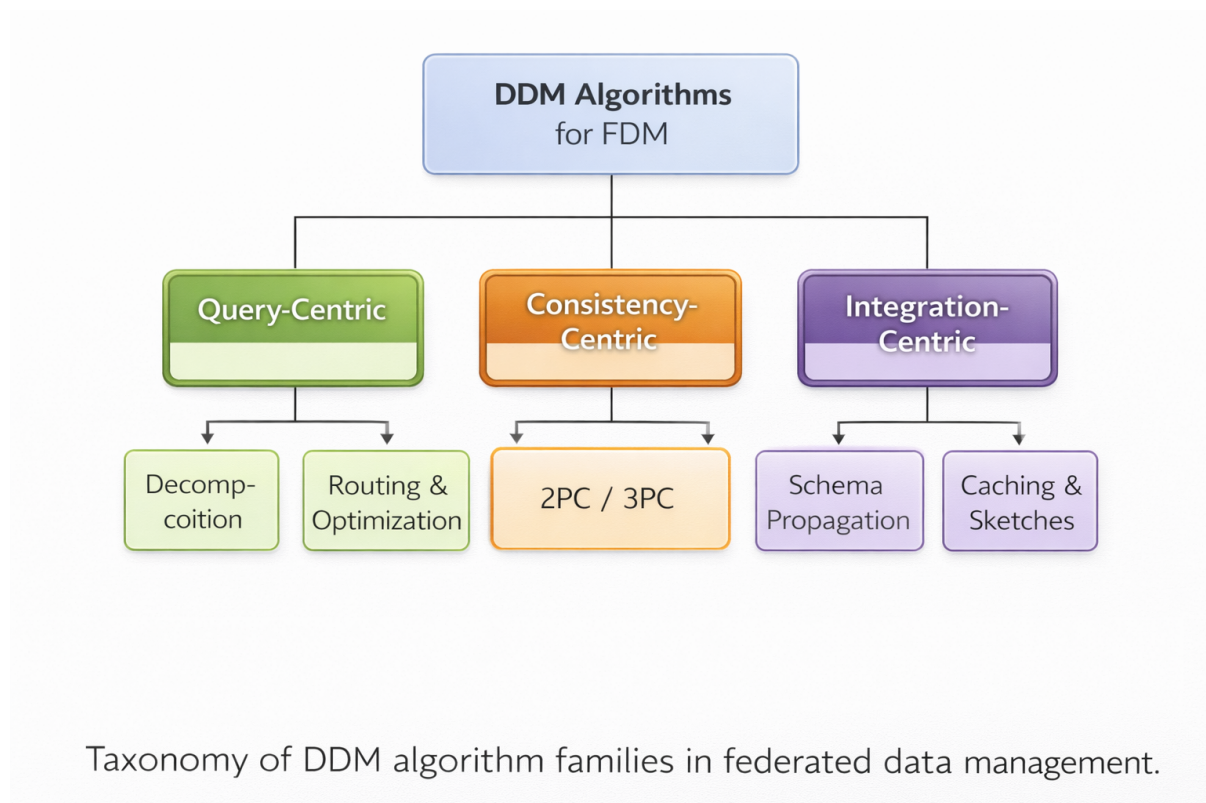 DDM Algorithms
for FDM
Query-Centric
Consistency-
Centric
Integration-
Centric
Decomp-
coition
Routing &
Optimization
2PC / 3PC
Schema
Propagation
Caching &
Sketches
Taxonomy of DDM algorithm families in federated data management.